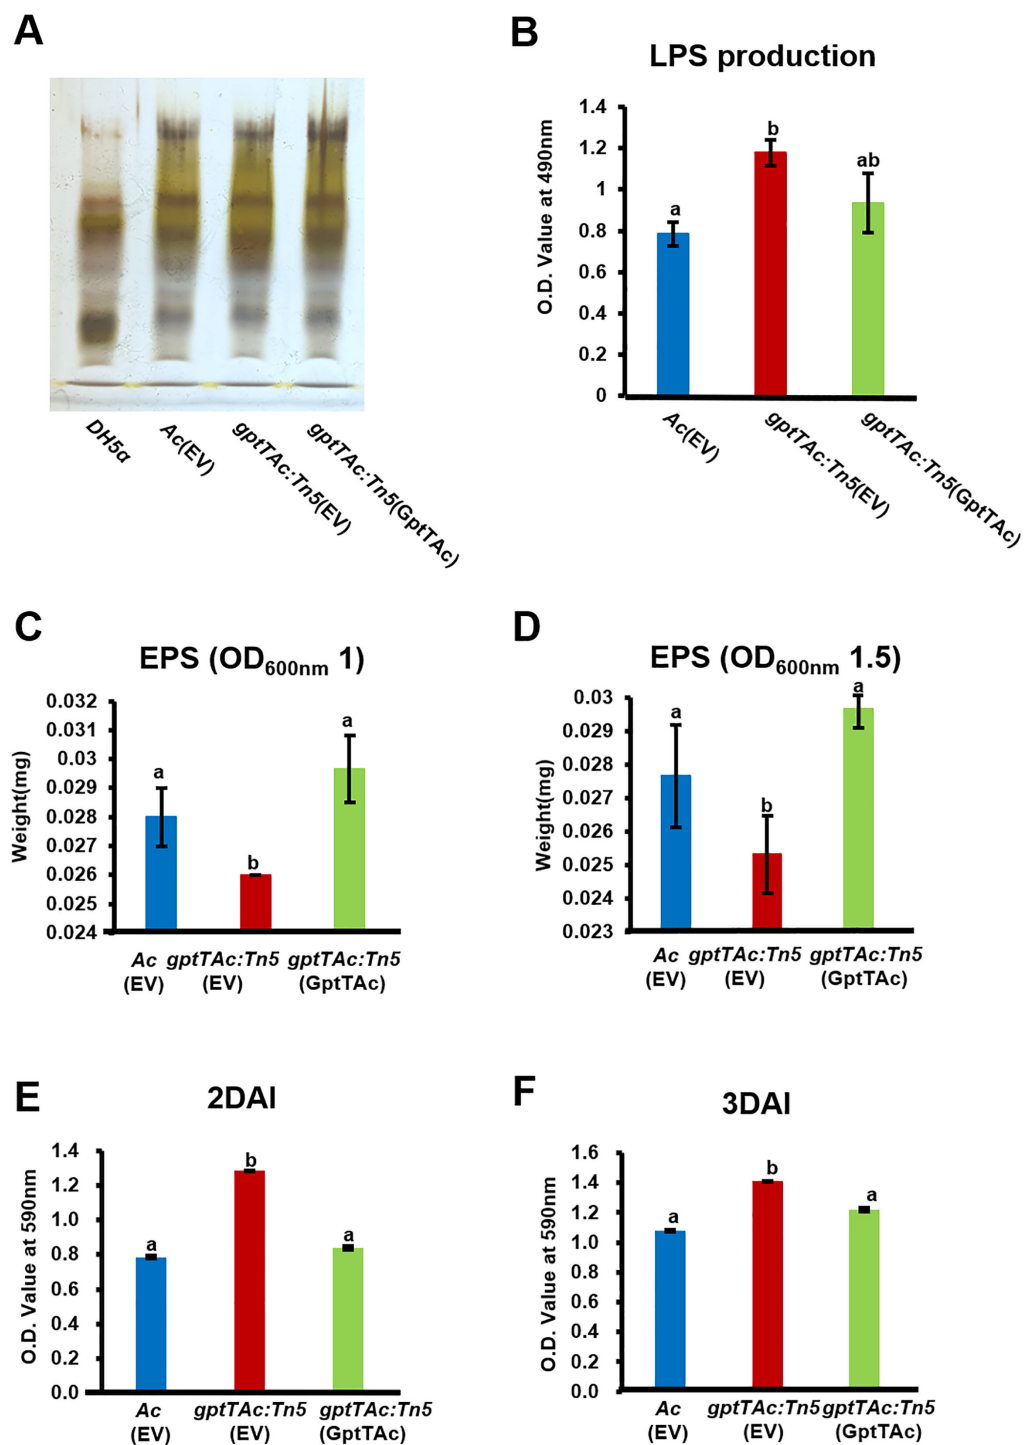 A
DH5α
Ac(EV)
gptTAc:Tn5(EV)
gptTAc:Tn5(GptTAc)
B
LPS production
O.D. Value at 490nm
1.4
1.2
1
0.8
0.6
0.4
0.2
0
a
b
ab
Ac(EV)
gptTAc:Tn5(EV)
gptTAc:Tn5(GptTAc)
C
EPS (OD600nm 1)
Weight(mg)
0.032
0.031
0.03
0.029
0.028
0.027
0.026
0.025
0.024
a
b
a
Ac gptTAc:Tn5 gptTAc:Tn5
(EV) (EV) (GptTAc)
D
EPS (OD600nm 1.5)
Weight(mg)
0.03
0.029
0.028
0.027
0.026
0.025
0.024
0.023
a
b
a
Ac gptTAc:Tn5 gptTAc:Tn5
(EV) (EV) (GptTAc)
E
2DAI
O.D. Value at 590nm
1.4
1.2
1.0
0.8
0.6
0.4
0.2
0.0
a
b
a
Ac gptTAc:Tn5 gptTAc:Tn5
(EV) (EV) (GptTAc)
F
3DAI
O.D. Value at 590nm
1.6
1.4
1.2
1.0
0.8
0.6
0.4
0.2
0.0
a
b
a
Ac gptTAc:Tn5 gptTAc:Tn5
(EV) (EV) (GptTAc)